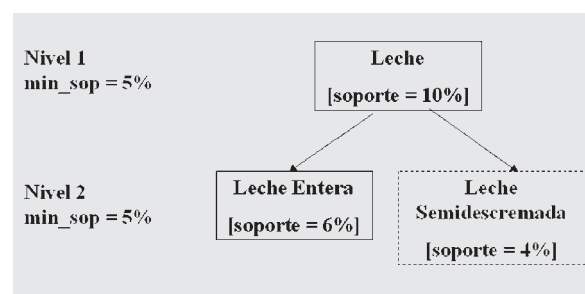 Nivel 1
min_sop = 5%
Leche
[soporte = 10%]
Nivel 2
min_sop = 5%
Leche Entera
[soporte = 6%]
Leche
Semidescremada
[soporte = 4%]